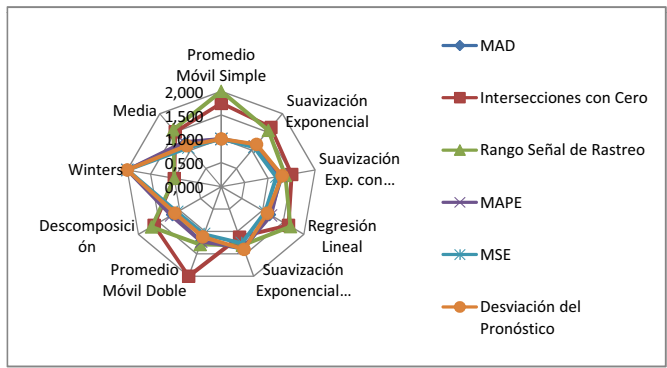 Promedio
Móvil Simple
Suavización
Exponencial
Suavización
Exp. con...
Regresión
Lineal
Suavización
Exponencial...
Promedio
Móvil Doble
Descomposici
ón
Winters
Media
2,000
1,500
1,000
0,500
0,000
MAD
Intersecciones con Cero
Rango Señal de Rastreo
MAPE
MSE
Desviación del
Pronóstico